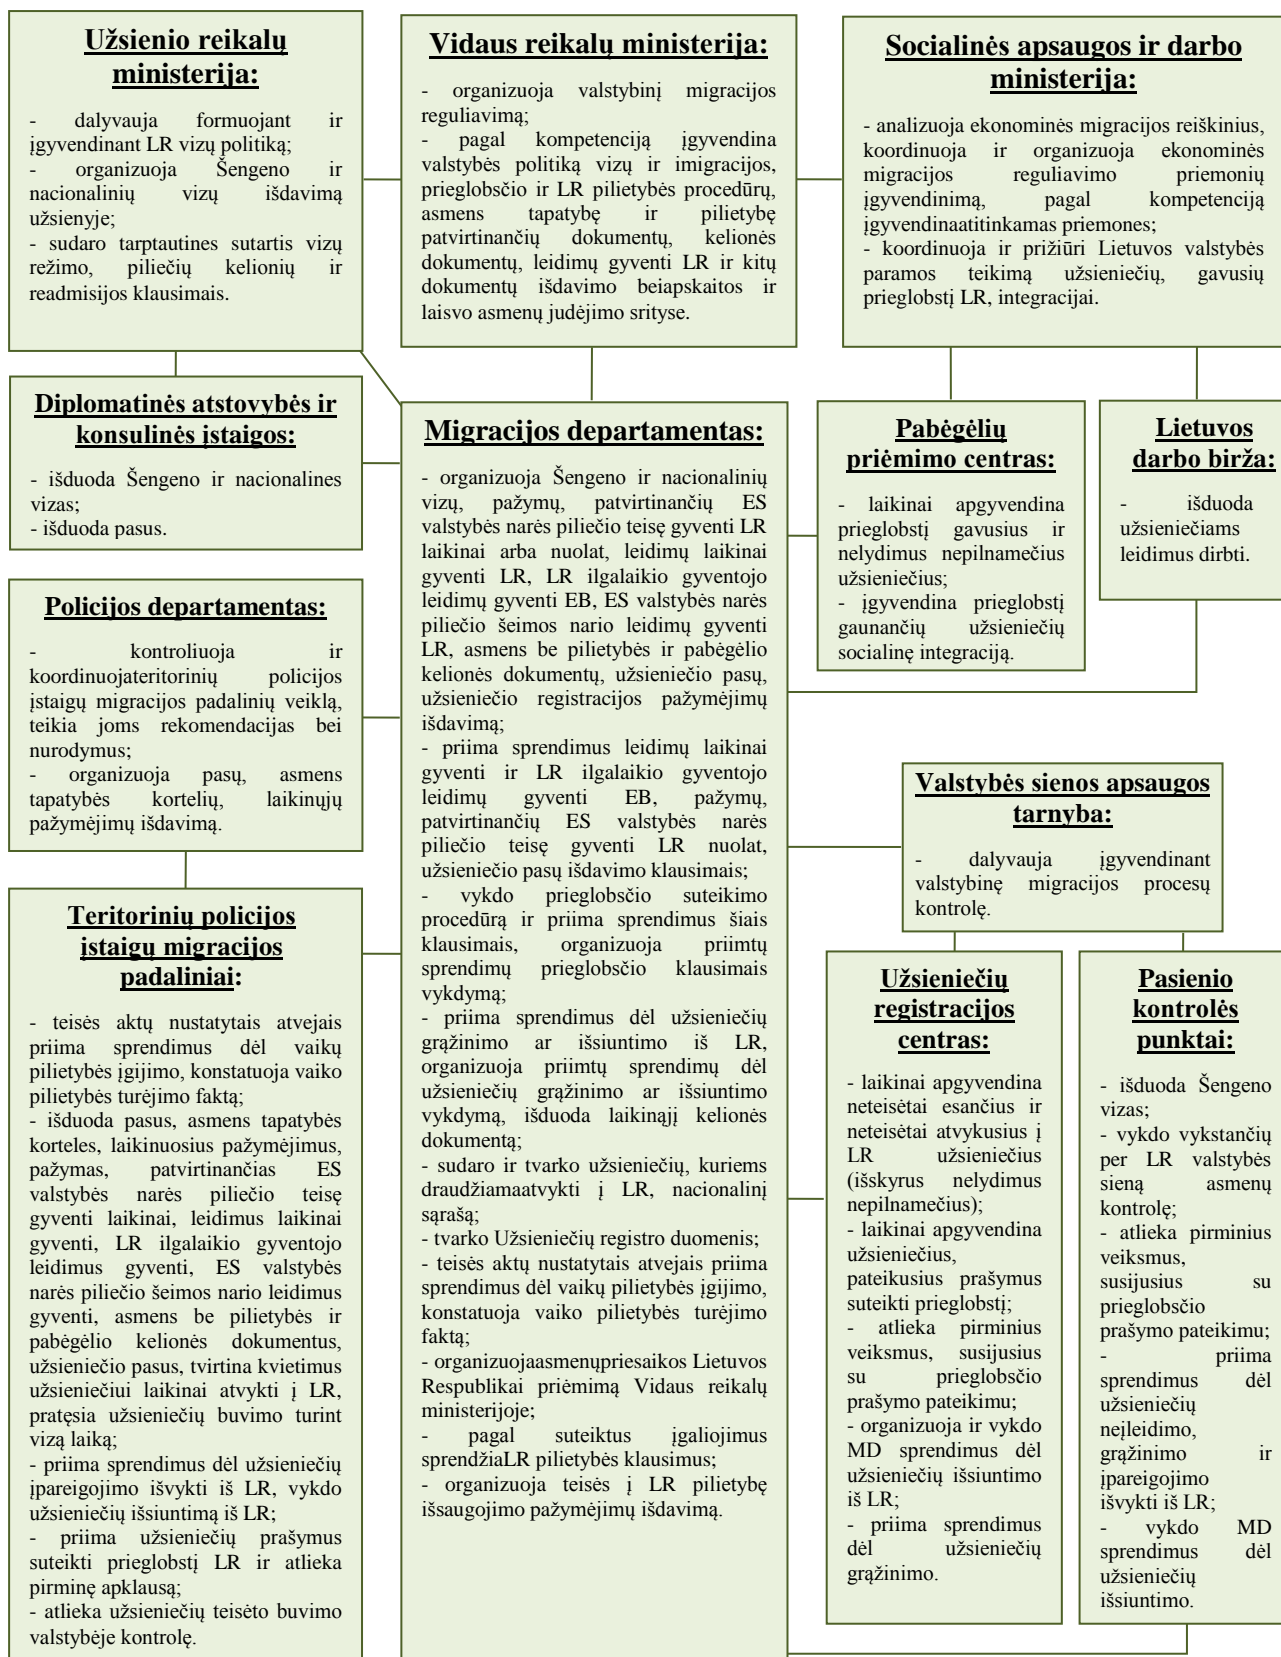 Užsienio reikalų
ministerija:
- dalyvauja formuojant ir
įgyvendinant LR vizų politiką;
- organizuoja Šengeno ir
nacionalinių vizų išdavimą
užsienyje;
- sudaro tarptautines sutartis vizų
režimo, piliečių kelionių ir
readmisijos klausimais.
Vidaus reikalų ministerija:
- organizuoja valstybinį migracijos
reguliavimą;
- pagal kompetenciją įgyvendina
valstybės politiką vizų ir imigracijos,
prieglobsčio ir LR pilietybės procedūrų,
asmens tapatybę ir pilietybę
patvirtinančių dokumentų, kelionės
dokumentų, leidimų gyventi LR ir kitų
dokumentų išdavimo beiapskaitos ir
laisvo asmenų judėjimo srityse.
Socialinės apsaugos ir darbo
ministerija:
- analizuoja ekonominės migracijos reiškinius,
koordinuoja ir organizuoja ekonominės
migracijos reguliavimo priemonių
įgyvendinimą, pagal kompetenciją
įgyvendinaatitinkamas priemones;
- koordinuoja ir prižiūri Lietuvos valstybės
paramos teikimą užsieniečių, gavusių
prieglobstį LR, integracijai.
Diplomatinės atstovybės ir
konsulinės įstaigos:
- išduoda Šengeno ir nacionalines
vizas;
- išduoda pasus.
Migracijos departamentas:
- organizuoja Šengeno ir nacionalinių
vizų, pažymų, patvirtinančių ES
valstybės narės piliečio teisę gyventi LR
laikinai arba nuolat, leidimų laikinai
gyventi LR, LR ilgalaikio gyventojo
leidimų gyventi EB, ES valstybės narės
piliečio šeimos nario leidimų gyventi
LR, asmens be pilietybės ir pabėgėlio
kelionės dokumentų, užsieniečio pasų,
užsieniečio registracijos pažymėjimų
išdavimą;
- priima sprendimus leidimų laikinai
gyventi ir LR ilgalaikio gyventojo
leidimų gyventi EB, pažymų,
patvirtinančių ES valstybės narės
piliečio teisę gyventi LR nuolat,
užsieniečio pasų išdavimo klausimais;
- vykdo prieglobsčio suteikimo
procedūrą ir priima sprendimus šiais
klausimais, organizuoja priimtų
sprendimų prieglobsčio klausimais
vykdymą;
- priima sprendimus dėl užsieniečių
grąžinimo ar išsiuntimo iš LR,
organizuoja priimtų sprendimų dėl
užsieniečių grąžinimo ar išsiuntimo
vykdymą, išduoda laikinąjį kelionės
dokumentą;
- sudaro ir tvarko užsieniečių, kuriems
draudžiamaatvykti į LR, nacionalinį
sąrašą;
- tvarko Užsieniečių registro duomenis;
- teisės aktų nustatytais atvejais priima
sprendimus dėl vaikų pilietybės įgijimo,
konstatuoja vaiko pilietybės turėjimo
faktą;
- organizuojaasmenųpriesaikos Lietuvos
Respublikai priėmimą Vidaus reikalų
ministerijoje;
- pagal suteiktus įgaliojimus
sprendžiaLR pilietybės klausimus;
- organizuoja teisės į LR pilietybę
išsaugojimo pažymėjimų išdavimą.
Pabėgėlių
priėmimo centras:
- laikinai apgyvendina
prieglobstį gavusius ir
nelydimus nepilnamečius
užsieniečius;
- įgyvendina prieglobstį
gaunančių užsieniečių
socialinę integraciją.
Lietuvos
darbo birža:
- išduoda
užsieniečiams
leidimus dirbti.
Policijos departamentas:
- kontroliuoja ir
koordinuojateritorinių policijos
įstaigų migracijos padalinių veiklą,
teikia joms rekomendacijas bei
nurodymus;
- organizuoja pasų, asmens
tapatybės kortelių, laikinųjų
pažymėjimų išdavimą.
Teritorinių policijos
įstaigų migracijos
padaliniai:
- teisės aktų nustatytais atvejais
priima sprendimus dėl vaikų
pilietybės įgijimo, konstatuoja vaiko
pilietybės turėjimo faktą;
- išduoda pasus, asmens tapatybės
korteles, laikinuosius pažymėjimus,
pažymas, patvirtinančias ES
valstybės narės piliečio teisę
gyventi laikinai, leidimus laikinai
gyventi, LR ilgalaikio gyventojo
leidimus gyventi, ES valstybės
narės piliečio šeimos nario leidimus
gyventi, asmens be pilietybės ir
pabėgėlio kelionės dokumentus,
užsieniečio pasus, tvirtina kvietimus
užsieniečiui laikinai atvykti į LR,
pratęsia užsieniečių buvimo turint
vizą laiką;
- priima sprendimus dėl užsieniečių
įpareigojimo išvykti iš LR, vykdo
užsieniečių išsiuntimą iš LR;
- priima užsieniečių prašymus
suteikti prieglobstį LR ir atlieka
pirminę apklausą;
- atlieka užsieniečių teisėto buvimo
valstybėje kontrolę.
Valstybės sienos apsaugos
tarnyba:
- dalyvauja įgyvendinant
valstybinę migracijos procesų
kontrolę.
Užsieniečių
registracijos
centras:
- laikinai apgyvendina
neteisėtai esančius ir
neteisėtai atvykusius į
LR užsieniečius
(išskyrus nelydimus
nepilnamečius);
- laikinai apgyvendina
užsieniečius,
pateikusius prašymus
suteikti prieglobstį;
- atlieka pirminius
veiksmus, susijusius
su prieglobsčio
prašymo pateikimu;
- organizuoja ir vykdo
MD sprendimus dėl
užsieniečių išsiuntimo
iš LR;
- priima sprendimus
dėl užsieniečių
grąžinimo.
Pasienio
kontrolės
punktai:
- išduoda Šengeno
vizas;
- vykdo vykstančių
per LR valstybės
sieną asmenų
kontrolę;
- atlieka pirminius
veiksmus,
susijusius su
prieglobsčio
prašymo pateikimu;
- priima
sprendimus dėl
užsieniečių
neįleidimo,
grąžinimo ir
įpareigojimo
išvykti iš LR;
- vykdo MD
sprendimus dėl
užsieniečių
išsiuntimo.